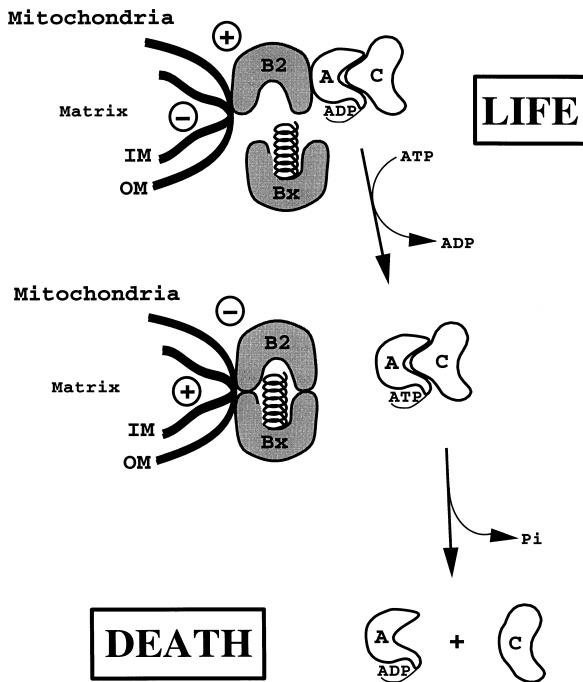 Mitochondria
+
B2
A
C
ADP
Matrix
−
LIFE
IM
OM
Bx
ATP
ADP
Mitochondria
−
B2
A
C
ATP
Matrix
+
IM
OM
Bx
Pi
DEATH
A
ADP
+
C